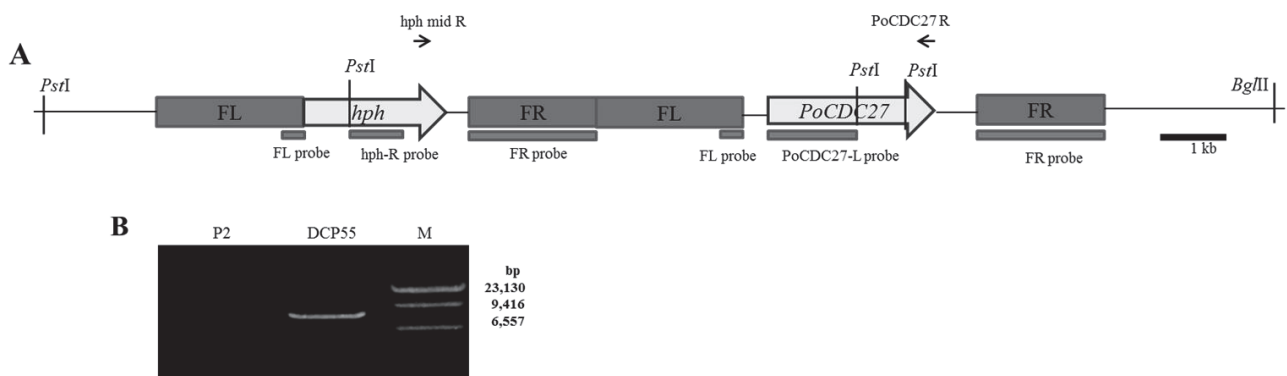 A
hph mid R
PoCDC27 R
PstI
PstI
PstI
PstI
BglII
FL
hph
FR
FL
PoCDC27
FR
FL probe
hph-R probe
FR probe
FL probe
PoCDC27-L probe
FR probe
1 kb
B
P2
DCP55
M
bp
23,130
9,416
6,557